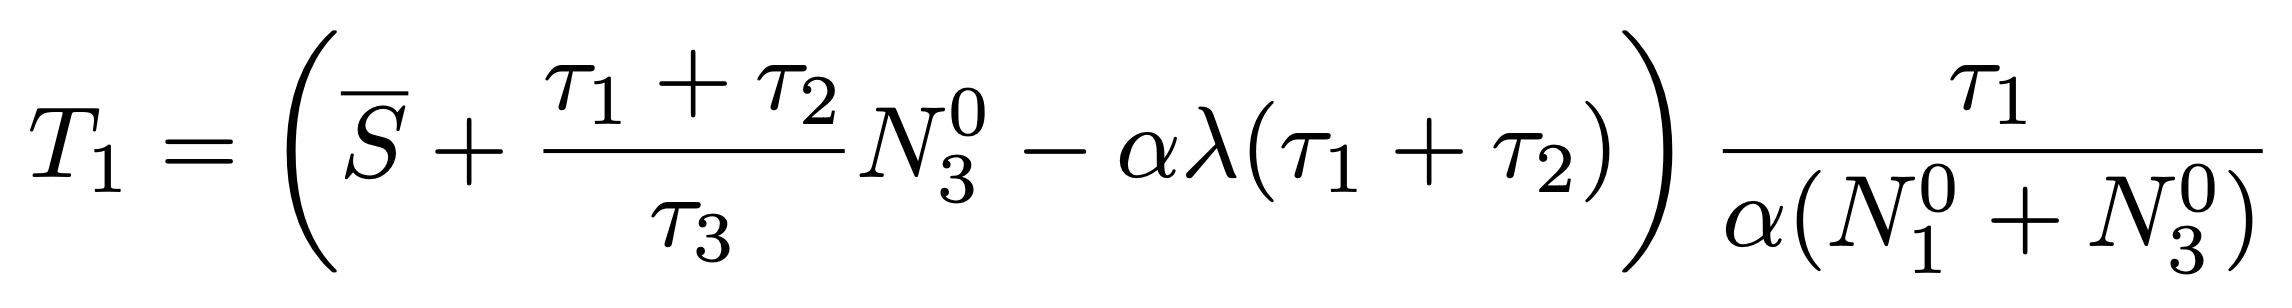 $T_1 = \left( \overline{S} + \frac{\tau_1 + \tau_2}{\tau_3} N_3^0 - \alpha\lambda(\tau_1 + \tau_2) \right) \frac{\tau_1}{\alpha(N_1^0 + N_3^0)}$